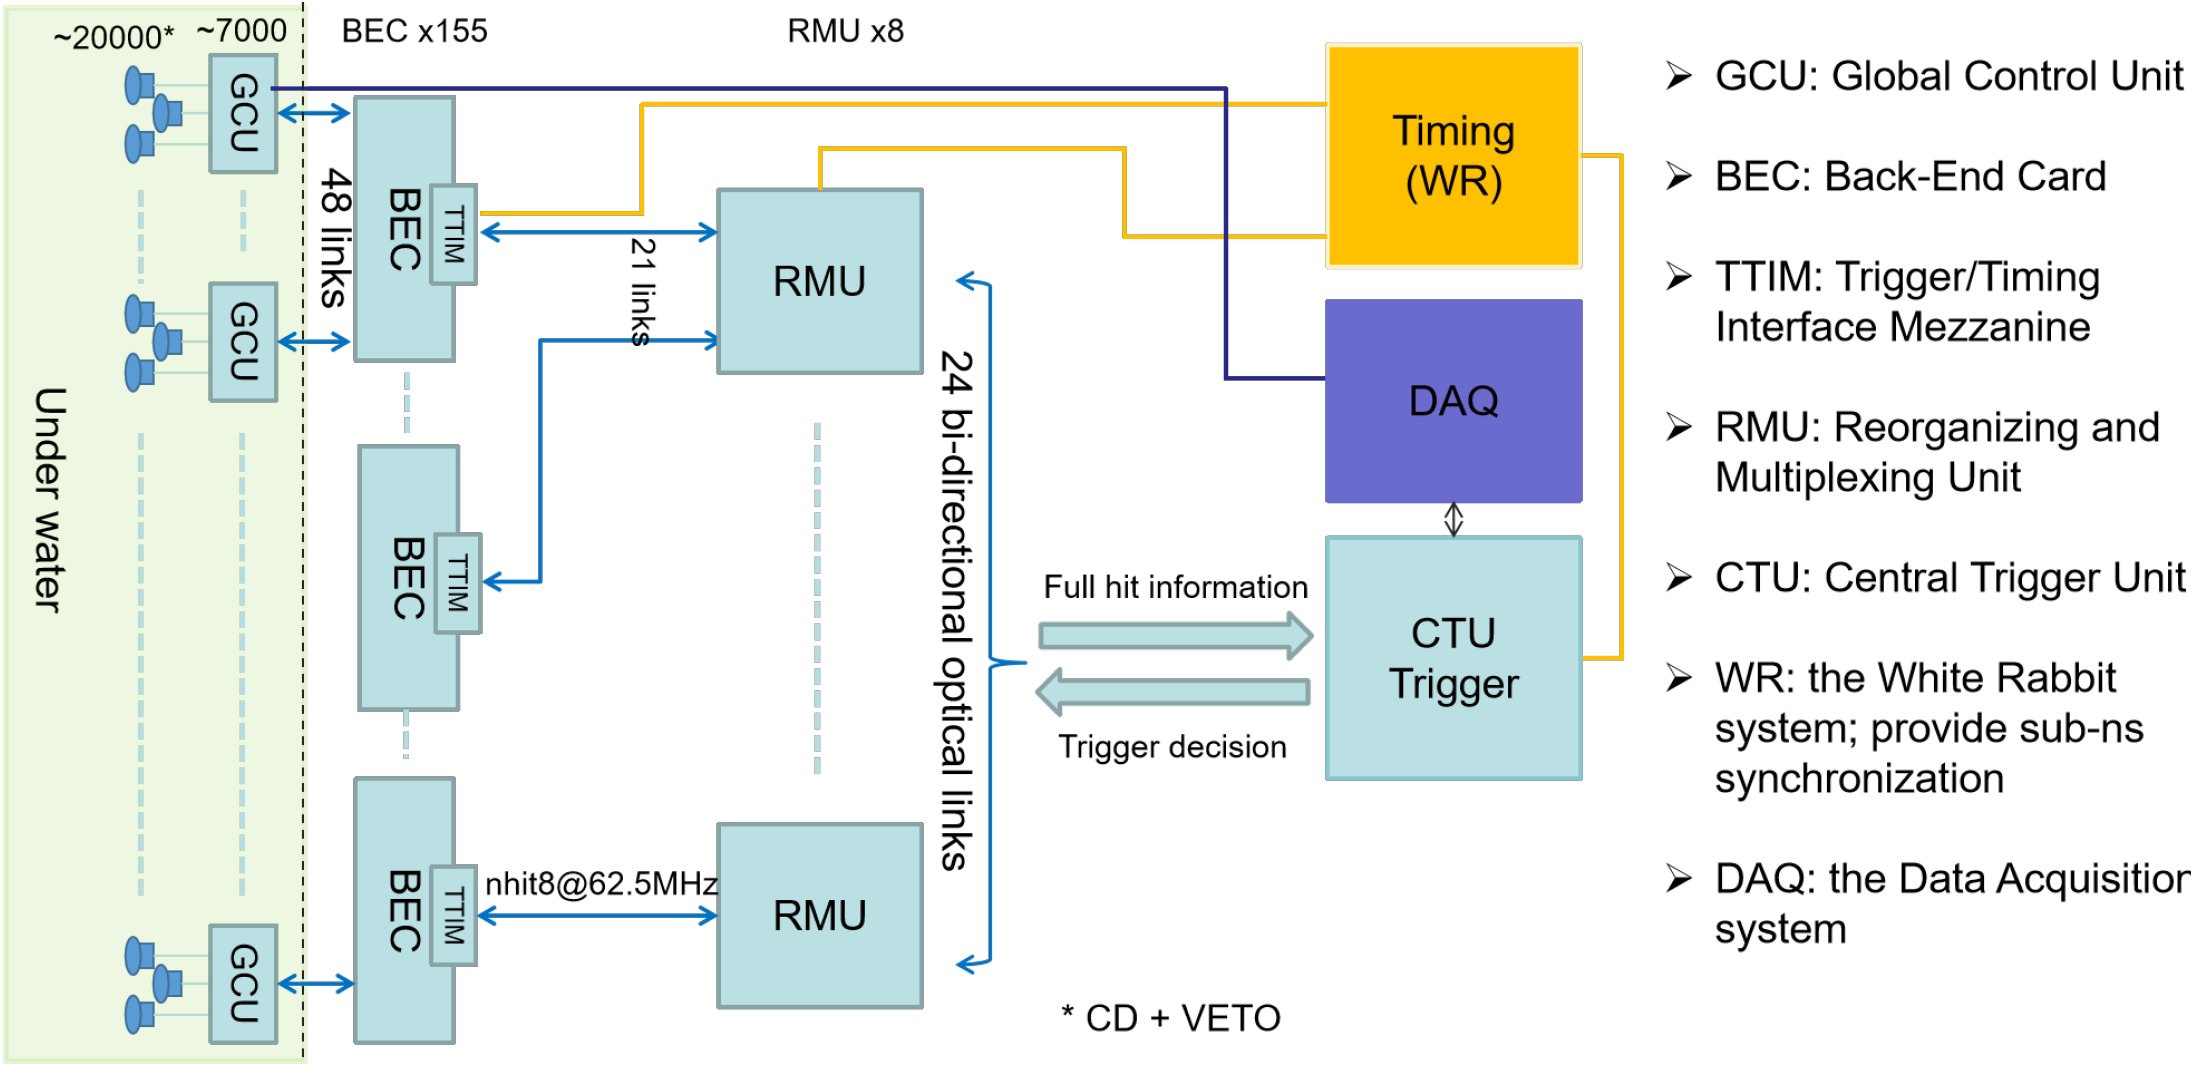 ~20000*
~7000
BEC x155
RMU x8
GCU
GCU
GCU
Under water
48 links
BEC
TTIM
BEC
TTIM
BEC
TTIM
21 links
nhit8@62.5MHz
RMU
RMU
24 bi-directional optical links
Full hit information
Trigger decision
* CD + VETO
Timing
(WR)
DAQ
CTU
Trigger
➢ GCU: Global Control Unit
➢ BEC: Back-End Card
➢ TTIM: Trigger/Timing
Interface Mezzanine
➢ RMU: Reorganizing and
Multiplexing Unit
➢ CTU: Central Trigger Unit
➢ WR: the White Rabbit
system; provide sub-ns
synchronization
➢ DAQ: the Data Acquisition
system